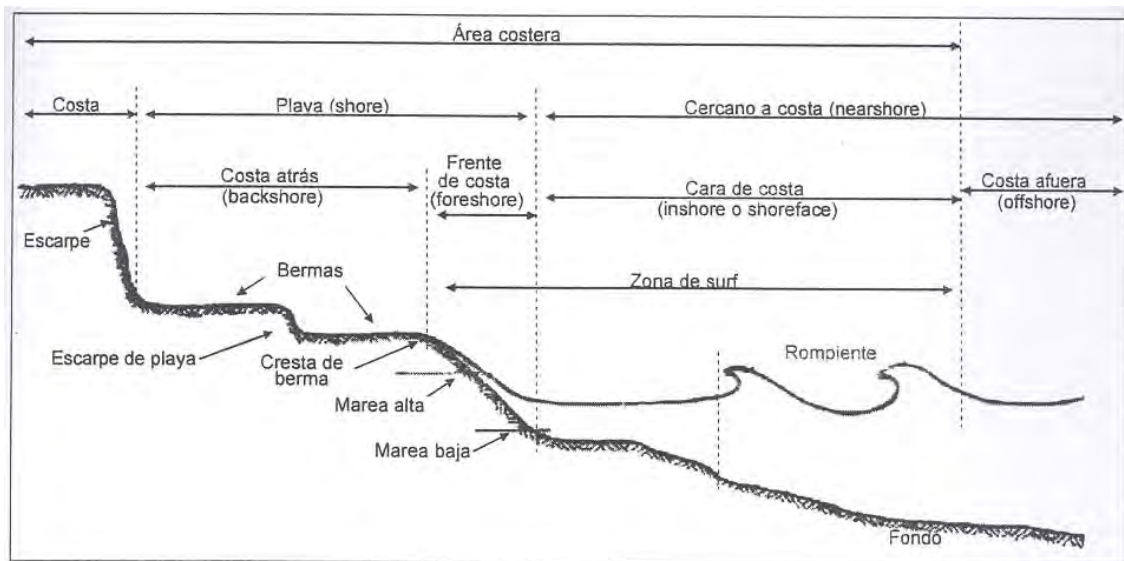 Área costera
Costa
Playa (shore)
Cercano a costa (nearshore)
Costa atrás
(backshore)
Frente
de costa
(foreshore)
Cara de costa
(inshore o shoreface)
Costa afuera
(offshore)
Escarpe
Bermas
Zona de surf
Escarpe de playa
Cresta de
berma
Rompiente
Marea alta
Marea baja
Fondo